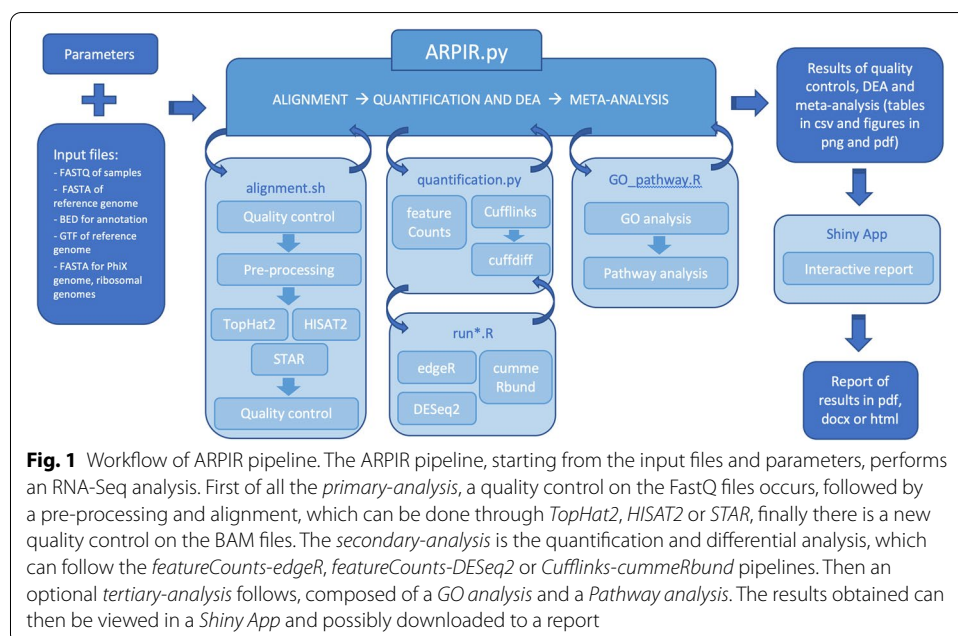 Parameters
Input files:
- FASTQ of samples
- FASTA of
reference genome
- BED for annotation
- GTF of reference
genome
- FASTA for PhiX
genome, ribosomal
genomes
ARPIR.py
ALIGNMENT → QUANTIFICATION AND DEA → META-ANALYSIS
alignment.sh
Quality control
Pre-processing
TopHat2
HISAT2
STAR
Quality control
quantification.py
feature
Counts
Cufflinks
cuffdiff
run*.R
edgeR
cumme
Rbund
DESeq2
GO_pathway.R
GO analysis
Pathway analysis
Results of quality
controls, DEA and
meta-analysis (tables
in csv and figures in
png and pdf)
Shiny App
Interactive report
Report of
results in pdf,
docx or html
Fig. 1 Workflow of ARPIR pipeline. The ARPIR pipeline, starting from the input files and parameters, performs
an RNA-Seq analysis. First of all the primary-analysis, a quality control on the FastQ files occurs, followed by
a pre-processing and alignment, which can be done through TopHat2, HISAT2 or STAR, finally there is a new
quality control on the BAM files. The secondary-analysis is the quantification and differential analysis, which
can follow the featureCounts-edgeR, featureCounts-DESeq2 or Cufflinks-cummeRbund pipelines. Then an
optional tertiary-analysis follows, composed of a GO analysis and a Pathway analysis. The results obtained can
then be viewed in a Shiny App and possibly downloaded to a report